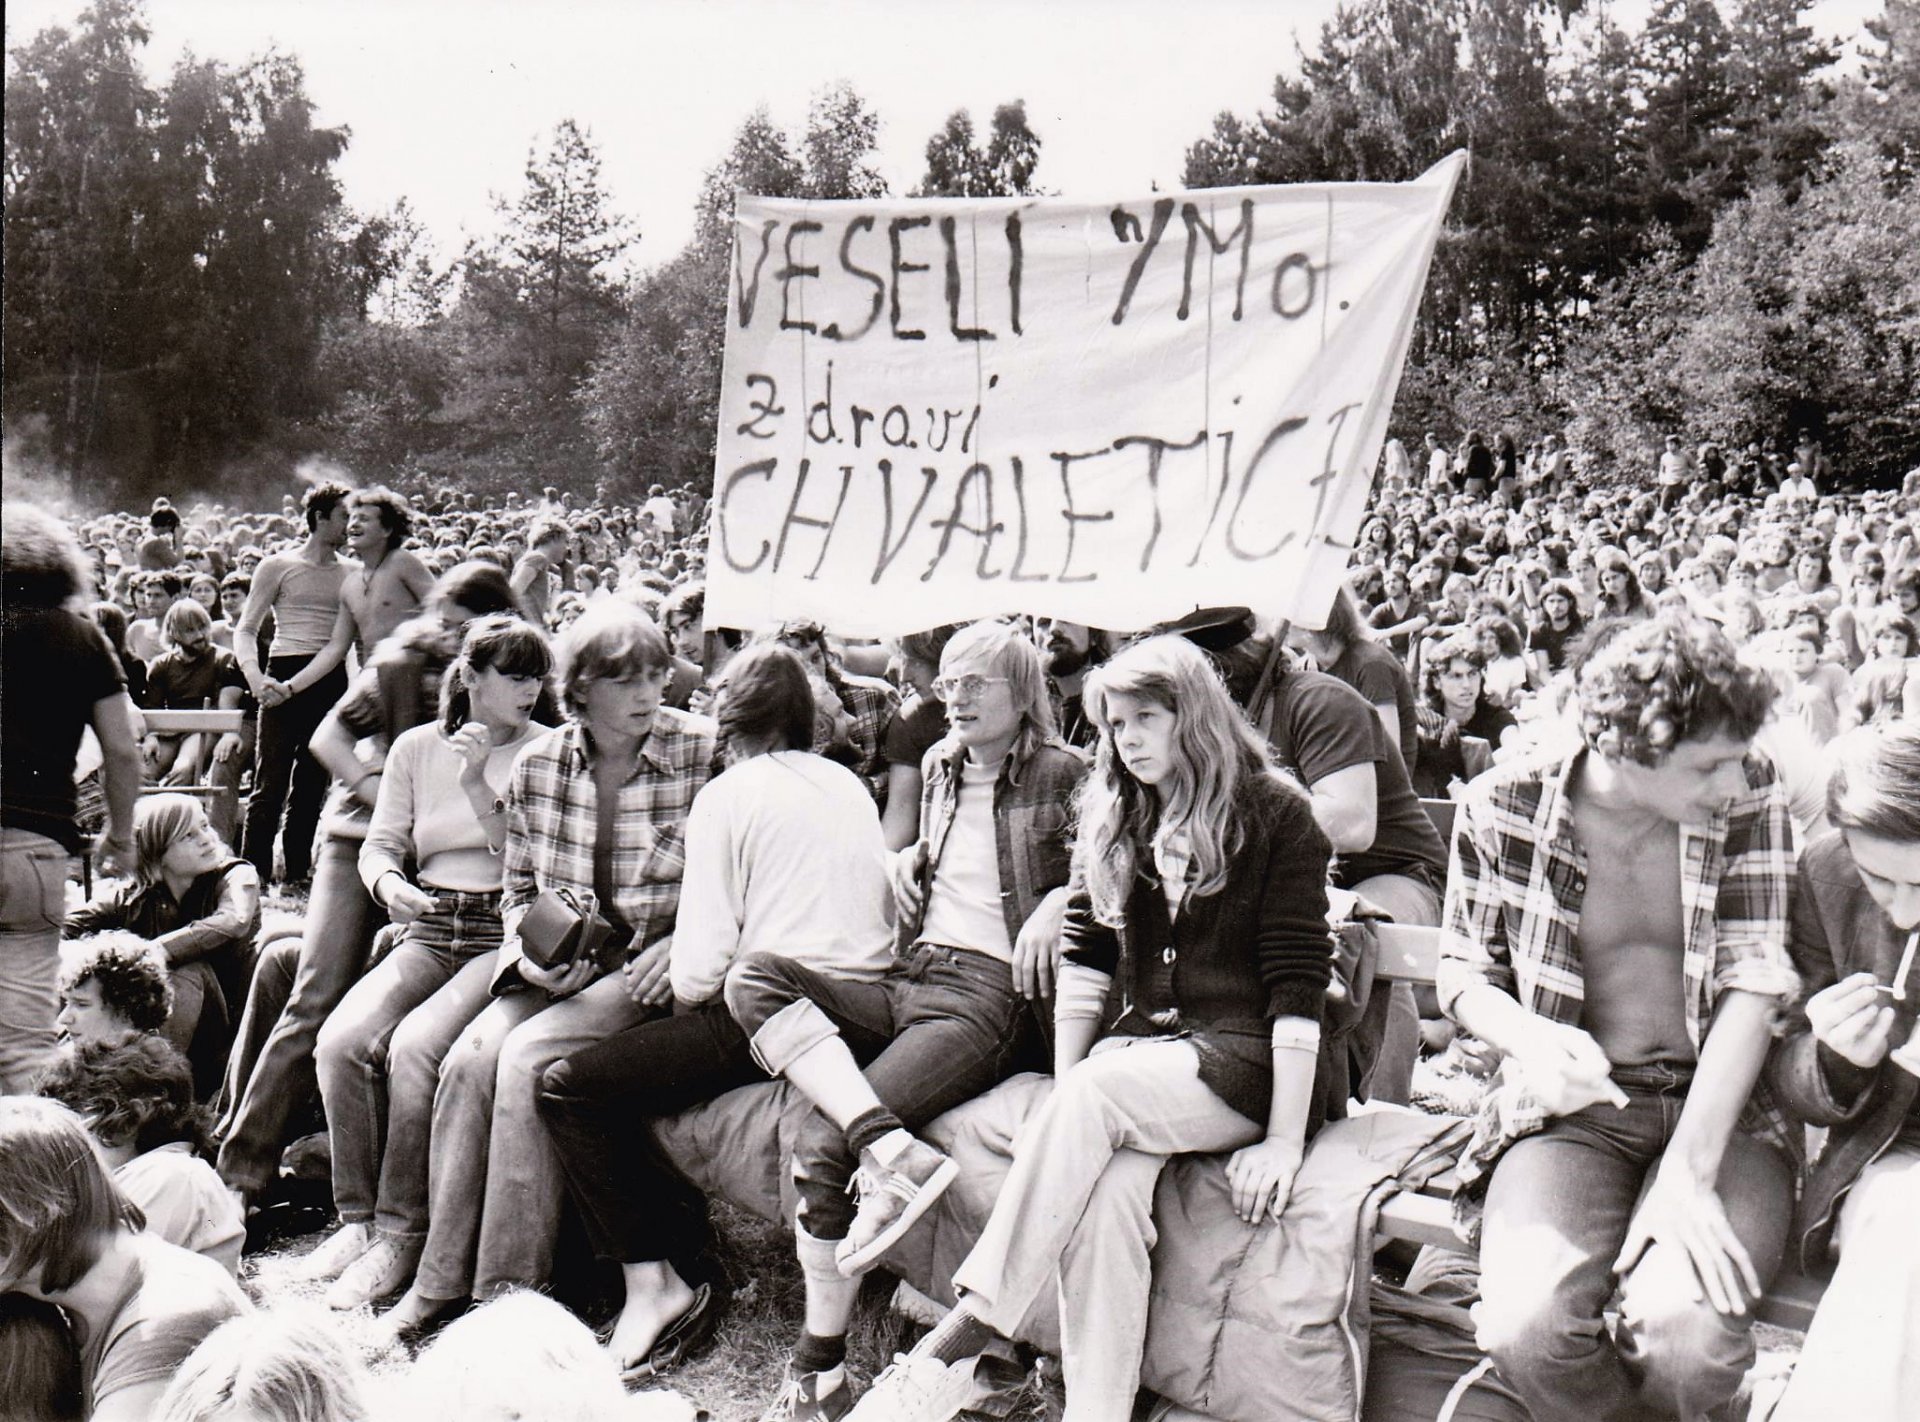 VESELI n/Mo.
zdraví
CHVALETICE